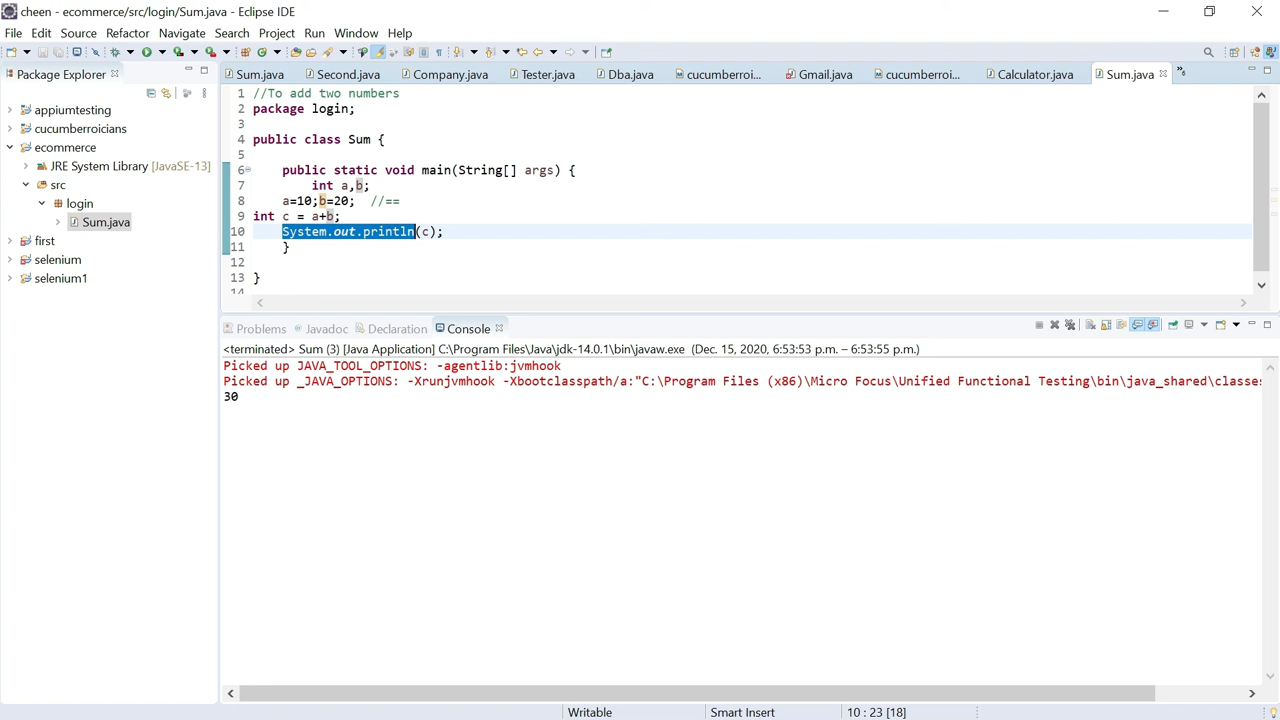 cheen - ecommerce/src/login/Sum.java - Eclipse IDE
File Edit Source Refactor Navigate Search Project Run Window Help
Package Explorer
appiumtesting
cucumberroicians
ecommerce
JRE System Library [JavaSE-13]
src
login
Sum.java
first
selenium
selenium1
Sum.java Second.java Company.java Tester.java Dba.java cucumberroi... Gmail.java cucumberroi... Calculator.java Sum.java
1 //To add two numbers
2 package login;
3
4 public class Sum {
5
6 public static void main(String[] args) {
7 int a,b;
8 a=10;b=20; //==
9 int c = a+b;
10 System.out.println(c);
11 }
12
13 }
14
Problems Javadoc Declaration Console
<terminated> Sum (3) [Java Application] C:\Program Files\Java\jdk-14.0.1\bin\javaw.exe (Dec. 15, 2020, 6:53:53 p.m. – 6:53:55 p.m.)
Picked up JAVA_TOOL_OPTIONS: -agentlib:jvmhook
Picked up _JAVA_OPTIONS: -Xrunjvmhook -Xbootclasspath/a:"C:\Program Files (x86)\Micro Focus\Unified Functional Testing\bin\java_shared\classes
30
Writable Smart Insert 10 : 23 [18]